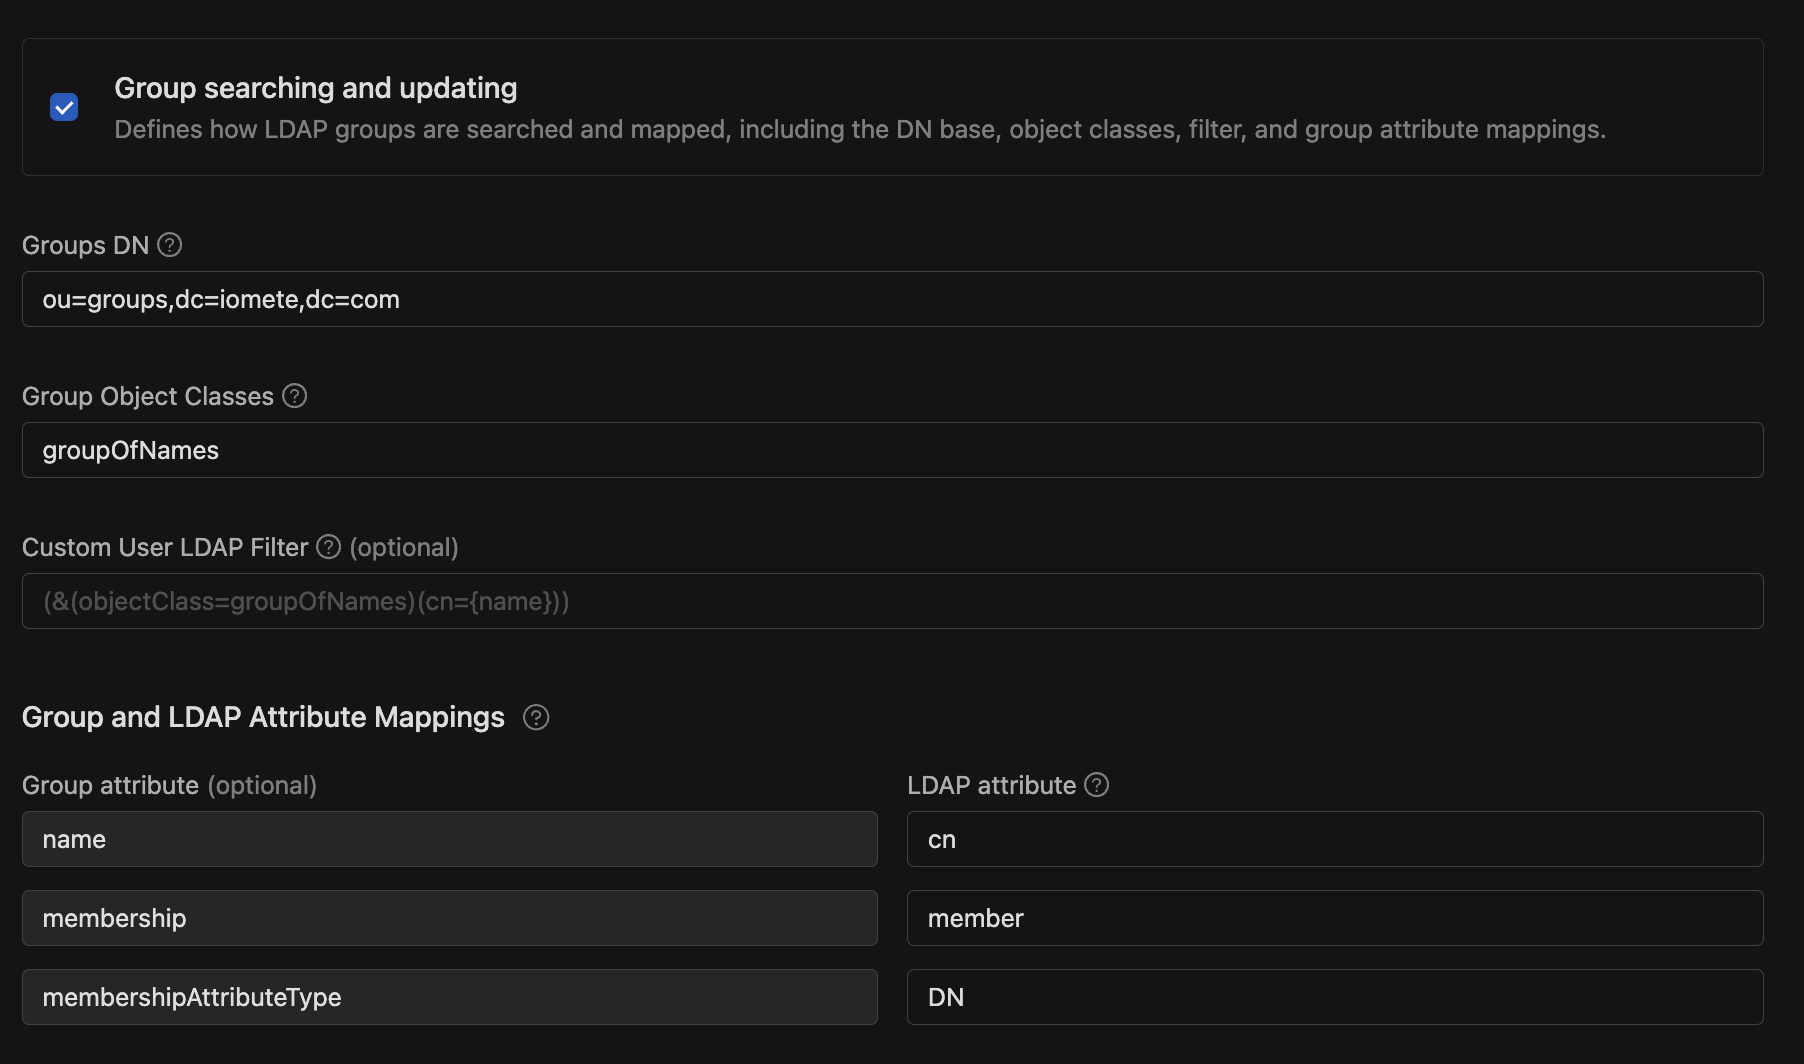 Group searching and updating
Defines how LDAP groups are searched and mapped, including the DN base, object classes, filter, and group attribute mappings.
Groups DN ?
ou=groups,dc=iomete,dc=com
Group Object Classes ?
groupOfNames
Custom User LDAP Filter ? (optional)
(&(objectClass=groupOfNames)(cn={name}))
Group and LDAP Attribute Mappings ?
Group attribute (optional)
LDAP attribute ?
name
cn
membership
member
membershipAttributeType
DN